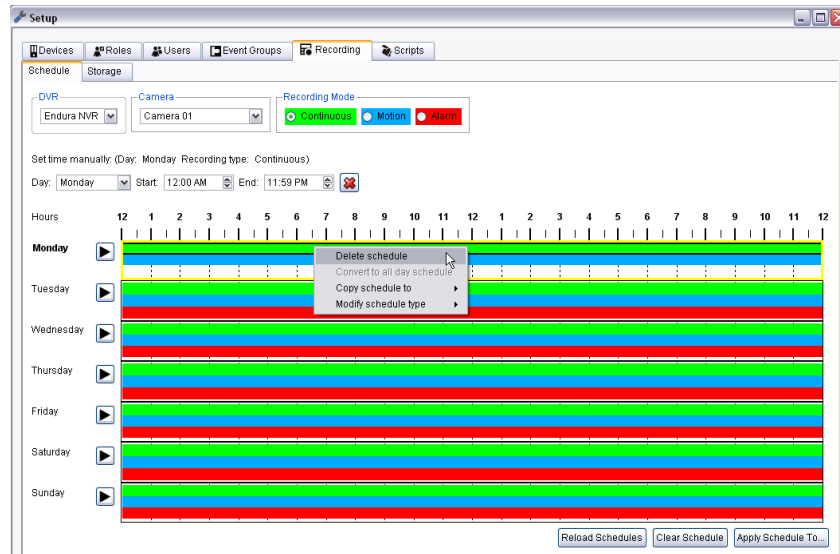 Setup
Devices Roles Users Event Groups Recording Scripts
Schedule Storage
DVR Camera Recording Mode
Endura NVR Camera 01 Continuous Motion Alarm
Set time manually: (Day: Monday Recording type: Continuous)
Day: Monday Start: 12:00 AM End: 11:59 PM
Hours 12 1 2 3 4 5 6 7 8 9 10 11 12 1 2 3 4 5 6 7 8 9 10 11 12
Monday
Delete schedule
Convert to all day schedule
Tuesday
Copy schedule to
Modify schedule type
Wednesday
Thursday
Friday
Saturday
Sunday
Reload Schedules Clear Schedule Apply Schedule To...